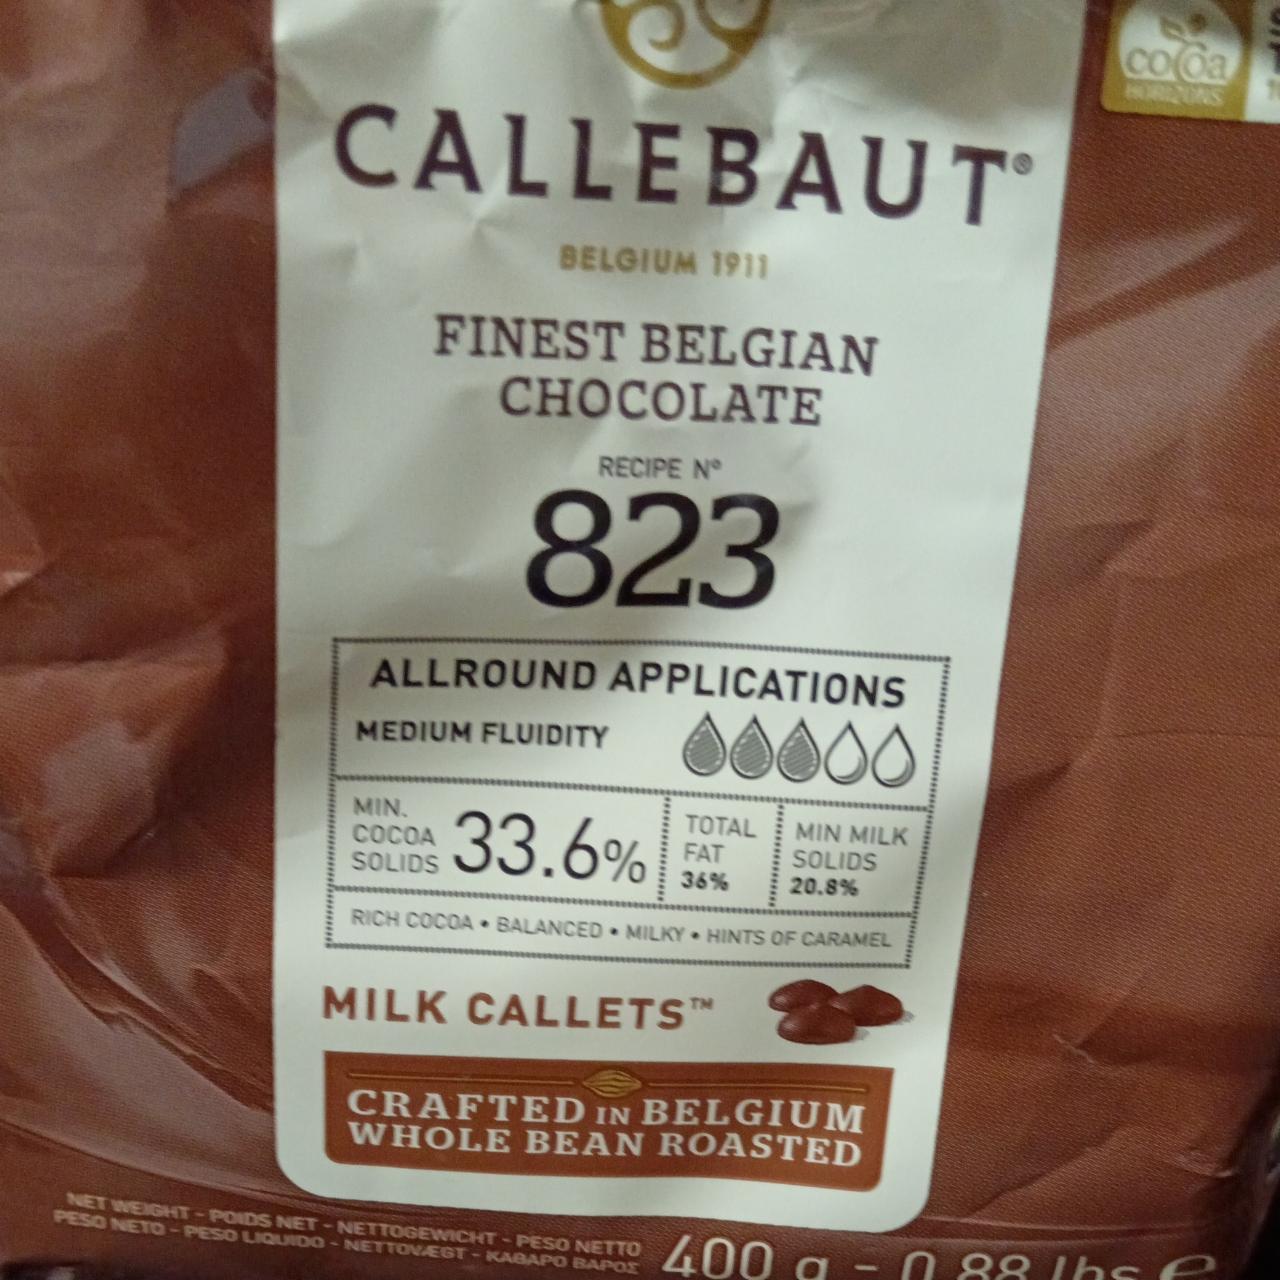 cocoa
HORIZONS
CALLEBAUT®
BELGIUM 1911
FINEST BELGIAN
CHOCOLATE
RECIPE Nº
823
ALLROUND APPLICATIONS
MEDIUM FLUIDITY
MIN.
COCOA
SOLIDS
33.6%
TOTAL
FAT
36%
MIN MILK
SOLIDS
20.8%
RICH COCOA • BALANCED • MILKY • HINTS OF CARAMEL
MILK CALLETS™
CRAFTED IN BELGIUM
WHOLE BEAN ROASTED
NET WEIGHT - POIDS NET - NETTOGEWICHT - PESO NETTO
PESO NETO - PESO LIQUIDO - NETTOVÆGT - ΚΑΘΑΡΟ ΒΑΡΟΣ
400 g - 0.88 lbs e